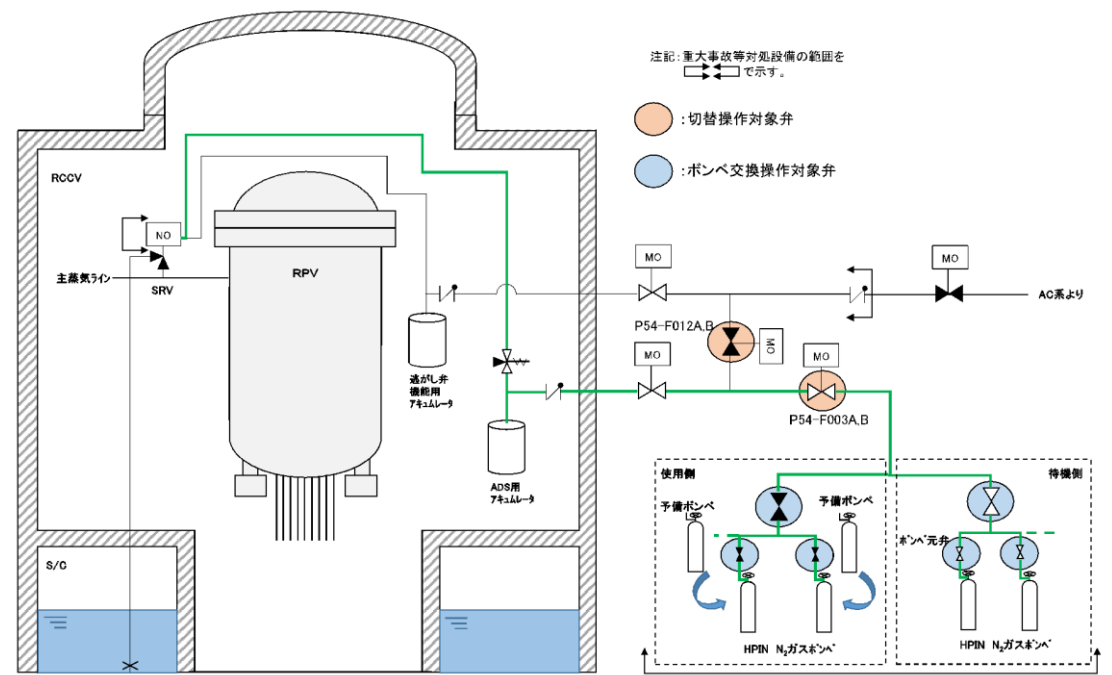 注記:重大事故等対処設備の範囲を
で示す。
:切替操作対象弁
:ボンベ交換操作対象弁
RCCV
NO
主蒸気ライン
SRV
RPV
MO
MO
AC系より
P54-F012A,B
MO
MO
MO
P54-F003A,B
逃がし弁
機能用
アキュムレータ
ADS用
アキュムレータ
使用側
待機側
予備ボンベ
予備ボンベ
ボンベ元弁
HPIN N₂ガスボンベ
HPIN N₂ガスボンベ
S/C